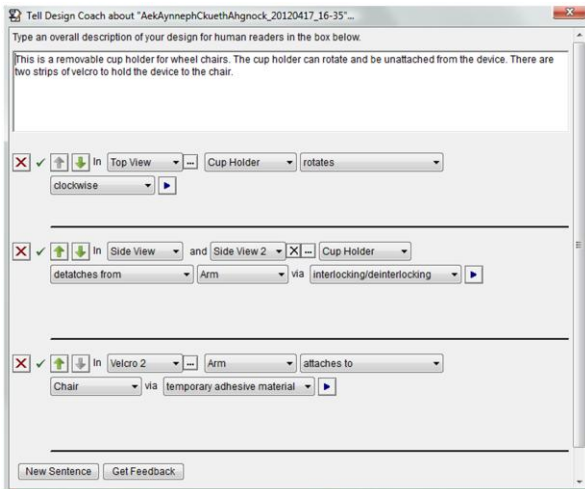 Tell Design Coach about "AekAynnephCkuethAhgnock_20120417_16-35"...
Type an overall description of your design for human readers in the box below.
This is a removable cup holder for wheel chairs. The cup holder can rotate and be unattached from the device. There are
two strips of velcro to hold the device to the chair.
In Top View ... Cup Holder rotates
clockwise
In Side View and Side View 2 X ... Cup Holder
detatches from Arm via interlocking/deinterlocking
In Velcro 2 ... Arm attaches to
Chair via temporary adhesive material
New Sentence Get Feedback